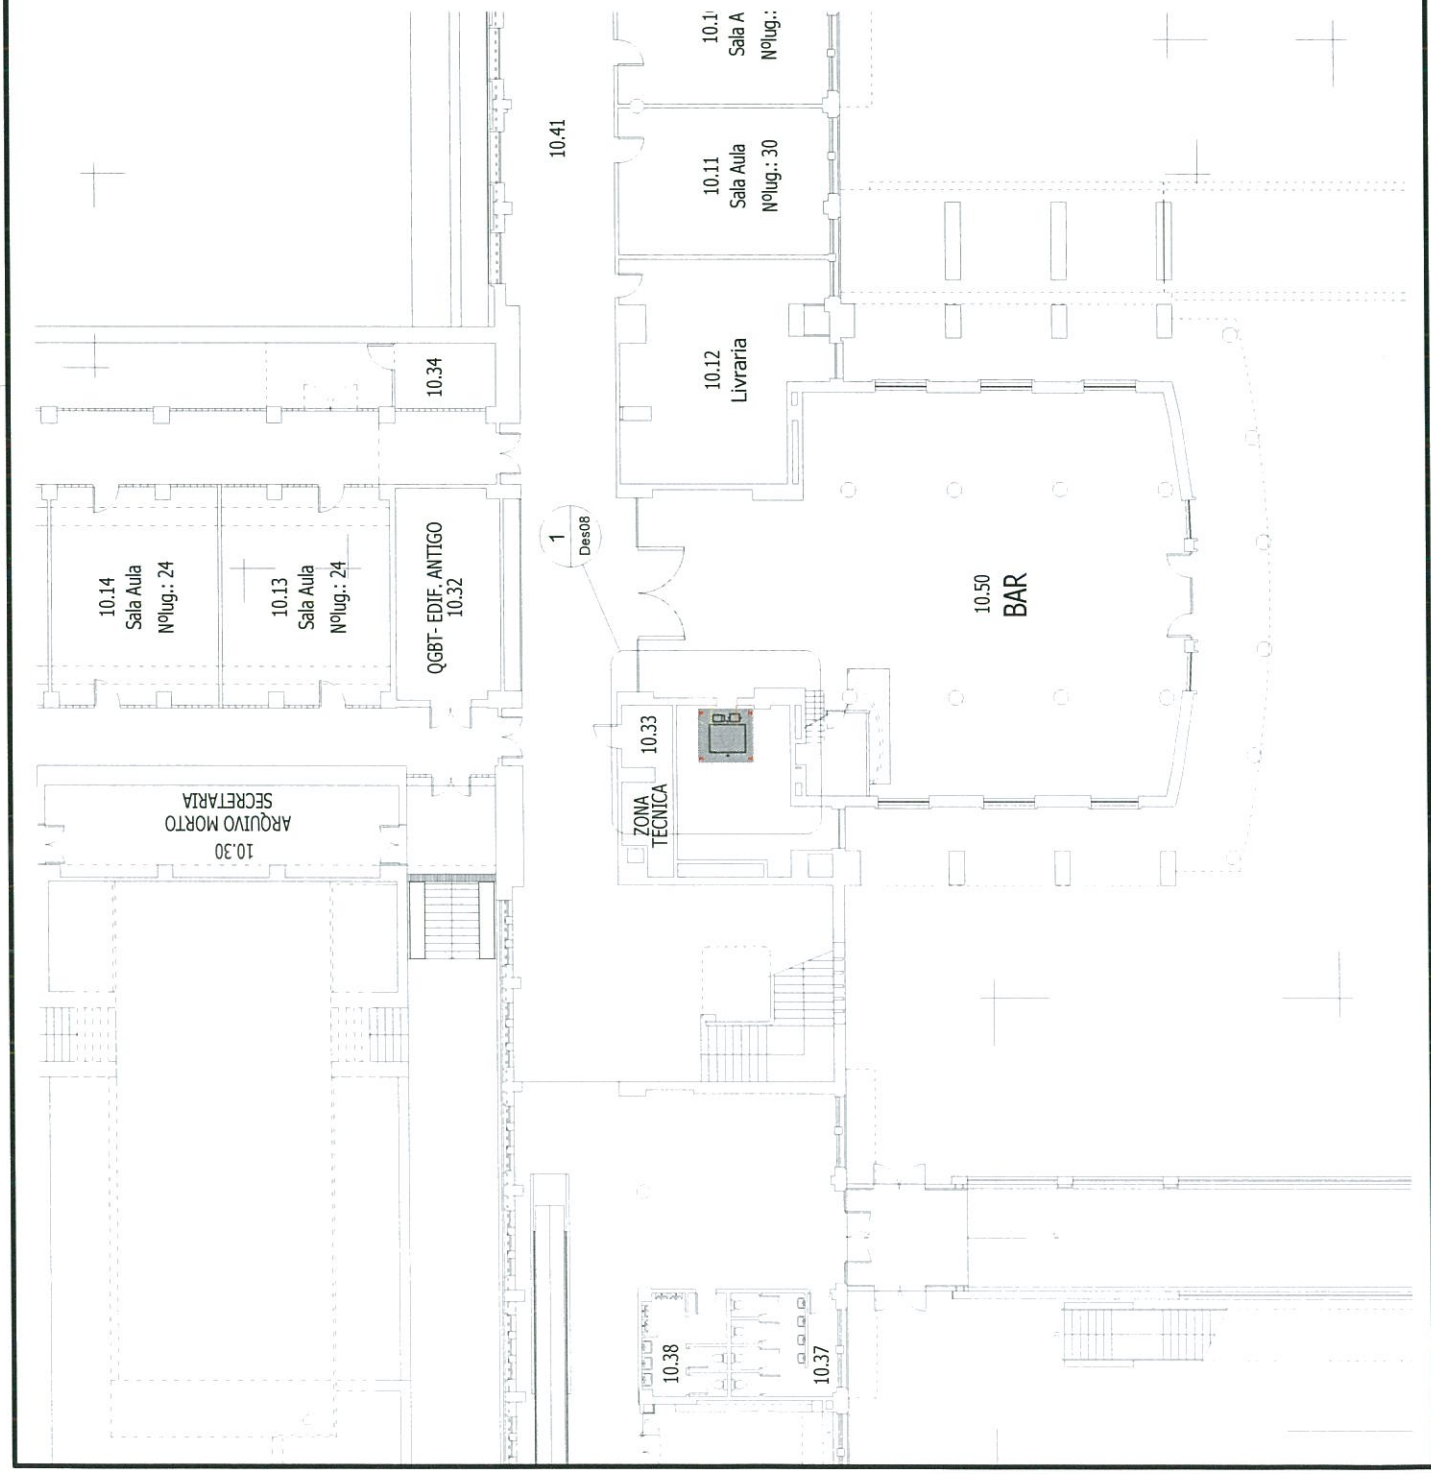 10.1
Sala A
Nºlug.:
10.41
10.11
Sala Aula
Nºlug.: 30
10.34
10.12
Livraria
10.14
Sala Aula
Nºlug.: 24
10.13
Sala Aula
Nºlug.: 24
QGBT- EDIF. ANTIGO
10.32
1
Des08
10.50
BAR
10.33
ZONA
TECNICA
10.30
ARQUIVO MORTO
SECRETARIA
10.38
10.37